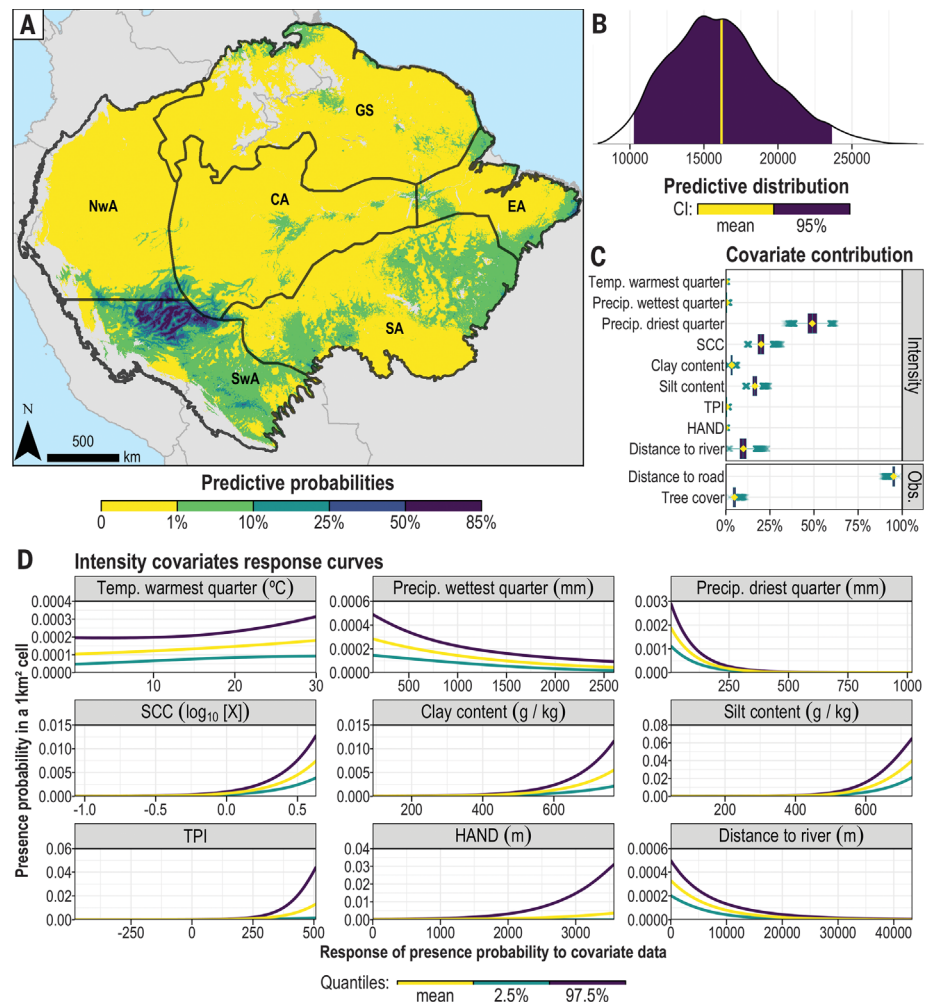 A
GS
NwA
CA
EA
SA
SwA
N
500
km
Predictive probabilities
0 1% 10% 25% 50% 85%
B
10000 15000 20000 25000
Predictive distribution
CI:
mean 95%
C Covariate contribution
Temp. warmest quarter
Precip. wettest quarter
Precip. driest quarter
SCC
Clay content
Silt content
TPI
HAND
Distance to river
Intensity
Distance to road
Tree cover
Obs.
0% 25% 50% 75% 100%
D Intensity covariates response curves
Presence probability in a 1km² cell
Temp. warmest quarter (ºC)
0.0004
0.0003
0.0002
0.0001
0.0000
10 20 30
Precip. wettest quarter (mm)
0.0006
0.0004
0.0002
0.0000
500 1000 1500 2000 2500
Precip. driest quarter (mm)
0.003
0.002
0.001
0.000
250 500 750 1000
SCC (log₁₀ [X])
0.015
0.010
0.005
0.000
-1.0 -0.5 0.0 0.5
Clay content (g / kg)
0.015
0.010
0.005
0.000
200 400 600
Silt content (g / kg)
0.08
0.06
0.04
0.02
0.00
200 400 600
TPI
0.06
0.04
0.02
0.00
-250 0 250 500
HAND (m)
0.04
0.03
0.02
0.01
0.00
0 1000 2000 3000
Distance to river (m)
0.0006
0.0004
0.0002
0.0000
0 10000 20000 30000 40000
Response of presence probability to covariate data
Quantiles:
mean 2.5% 97.5%